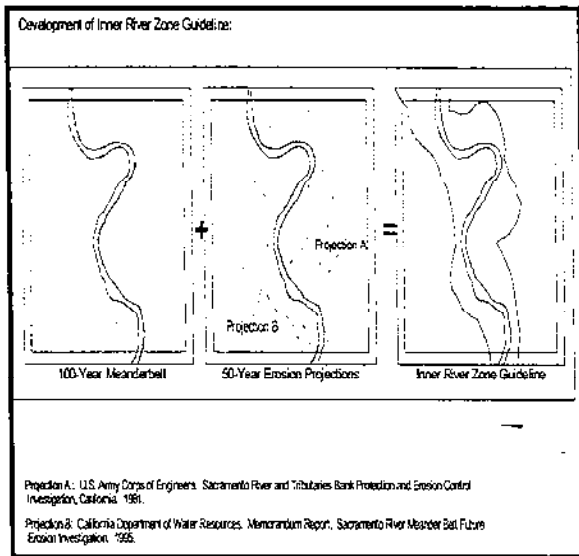 Development of Inner River Zone Guideline:
+
=
Projection A
Projection B
100-Year Meanderbelt
50-Year Erosion Projections
Inner River Zone Guideline
Projection A: U.S. Army Corps of Engineers. Sacramento River and Tributaries Bank Protection and Erosion Control
Investigation, California. 1981.
Projection B: California Department of Water Resources. Memorandum Report, Sacramento River Meander Belt Future
Erosion Investigation. 1995.